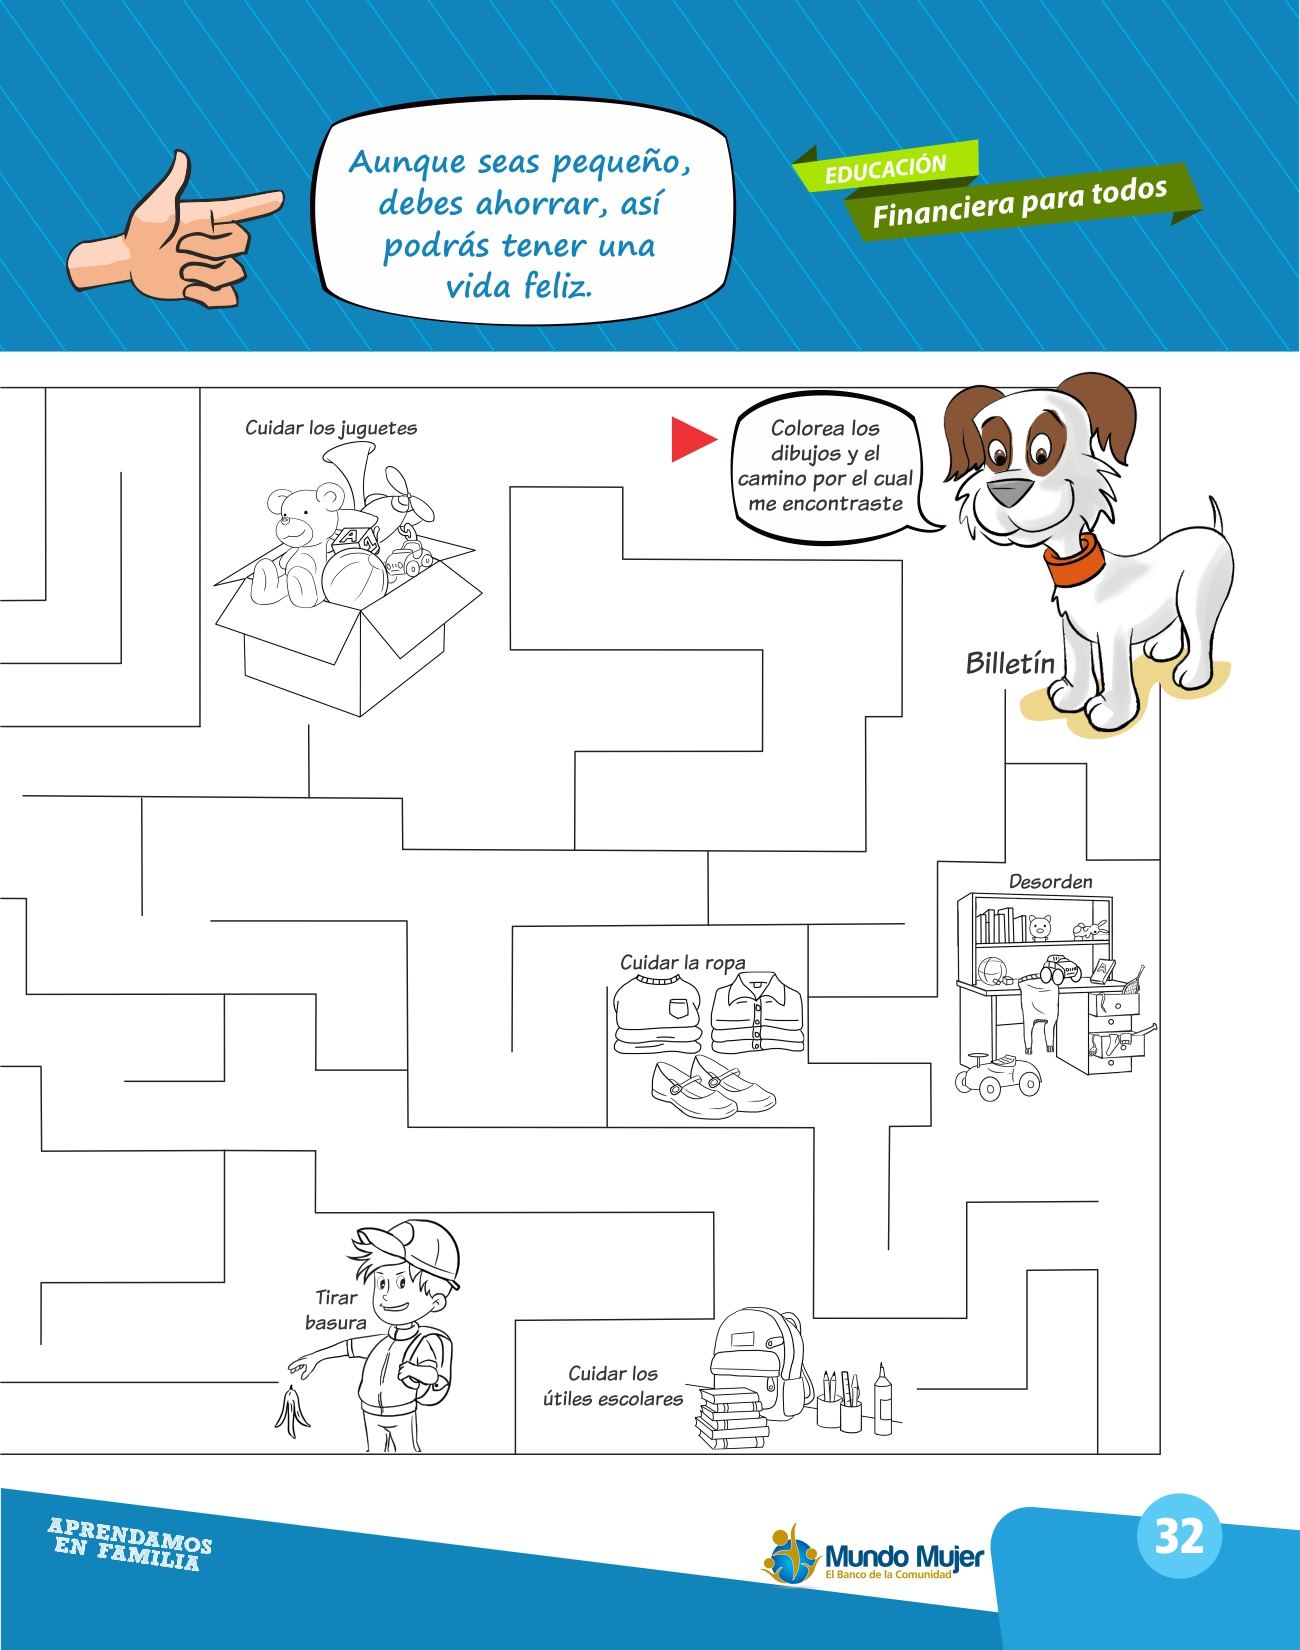 Aunque seas pequeño,
debes ahorrar, así
podrás tener una
vida feliz.
EDUCACIÓN
Financiera para todos
Cuidar los juguetes
Colorea los
dibujos y el
camino por el cual
me encontraste
Billetín
Desorden
A
Cuidar la ropa
Tirar
basura
Cuidar los
útiles escolares
APRENDAMOS
EN FAMILIA
Mundo Mujer
El Banco de la Comunidad
32